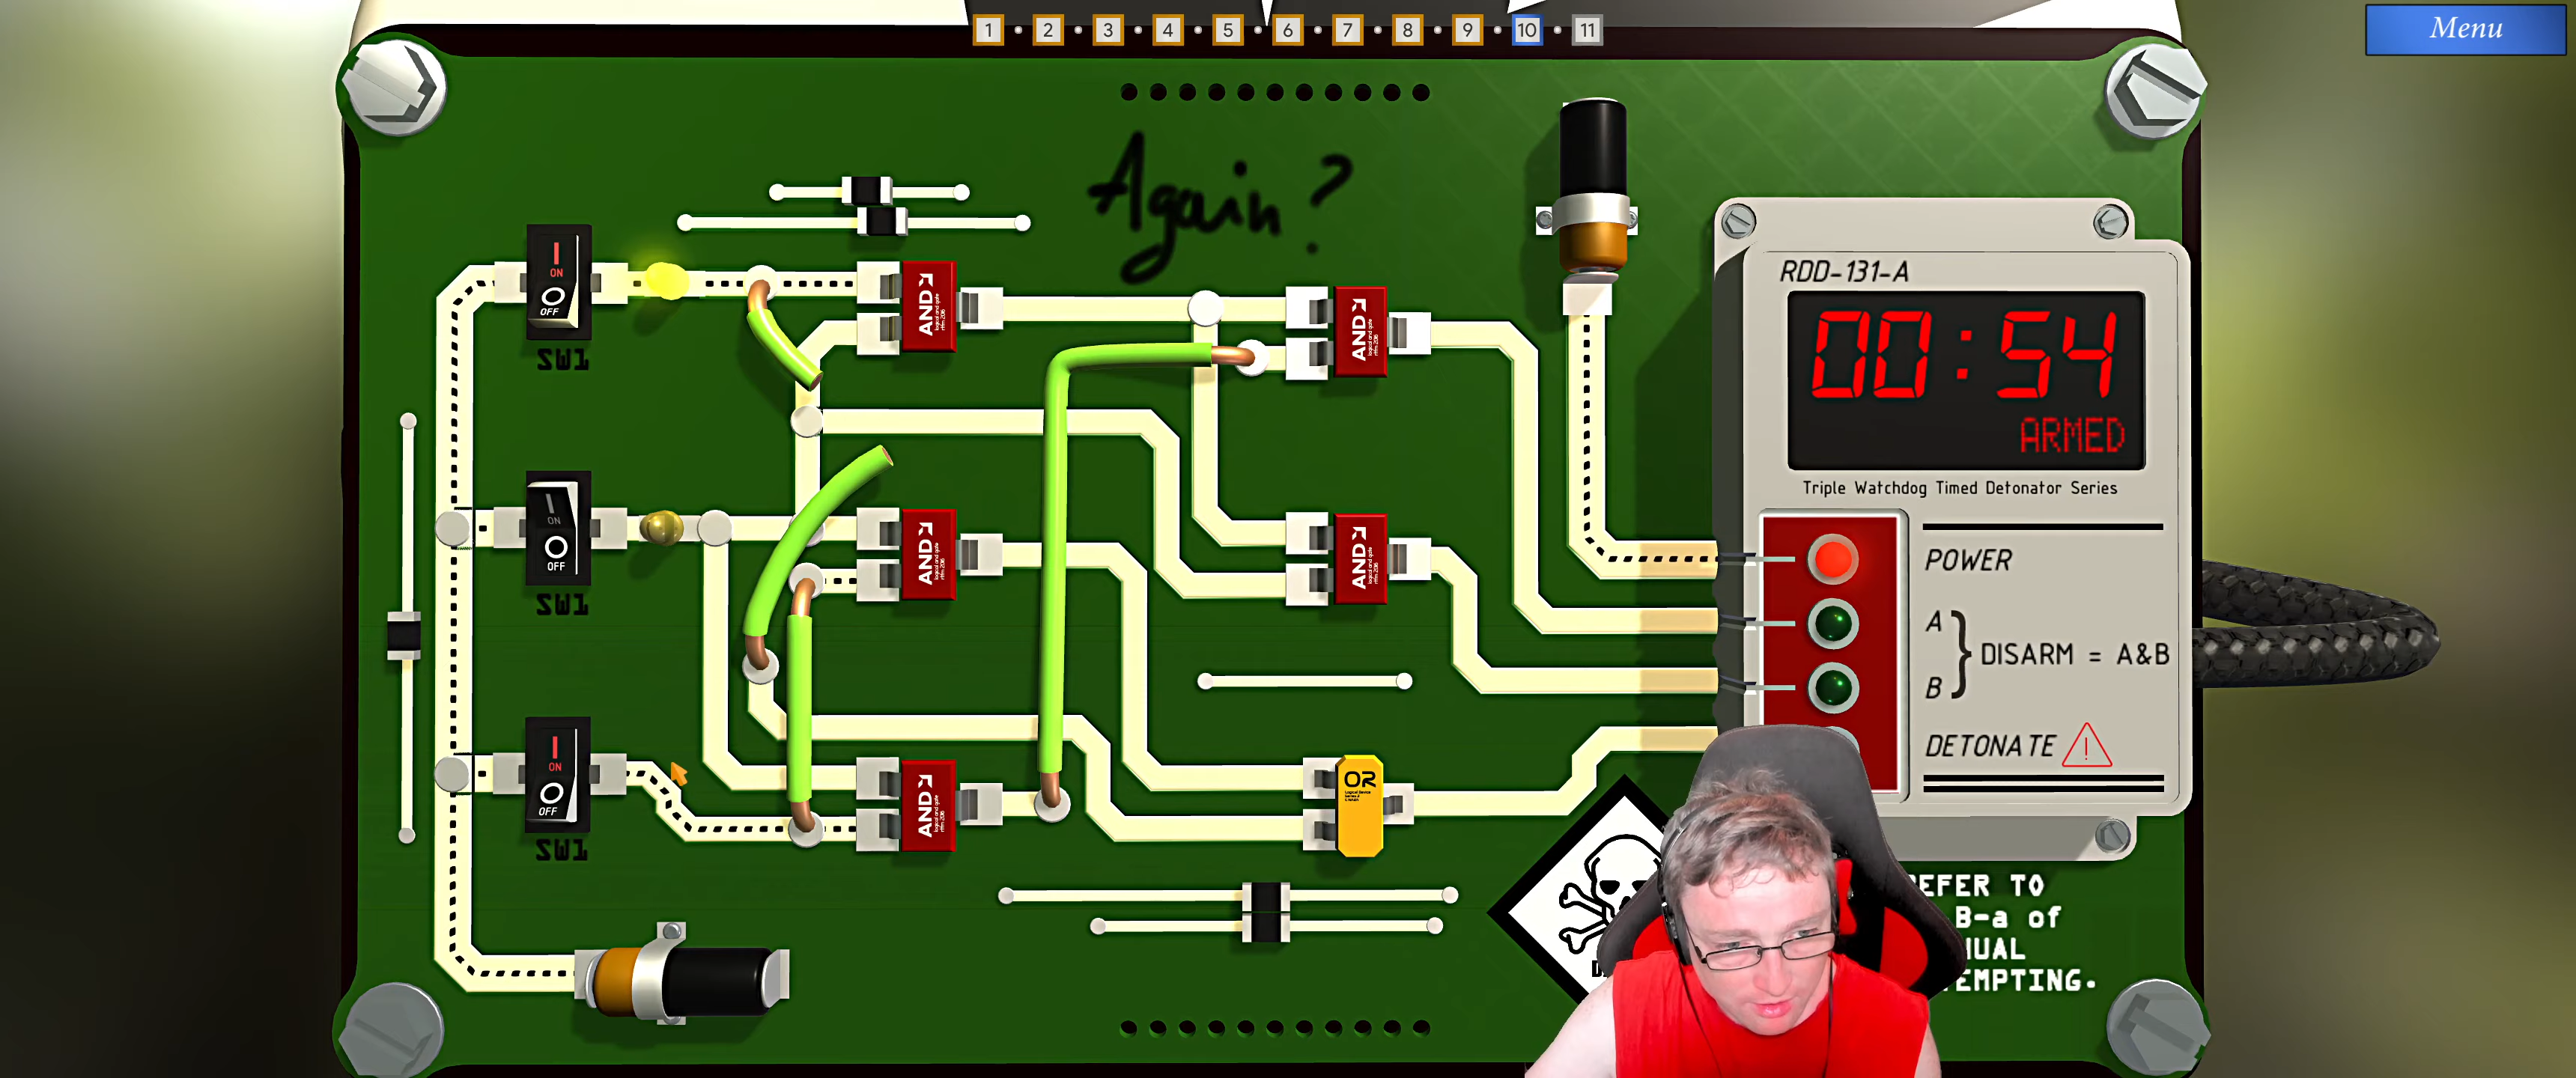 1 2 3 4 5 6 7 8 9 10 11
Menu
Again?
RDD-131-A
00:54
ARMED
Triple Watchdog Timed Detonator Series
POWER
A
B
DISARM = A&B
DETONATE
ON
OFF
SW1
ON
OFF
SW1
ON
OFF
SW1
AND
AND
AND
AND
AND
OR
EFER TO
B-a of
NUAL
EMPTING.